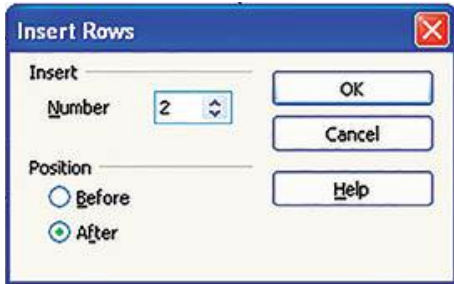 Insert Rows
Insert
Number 2
OK
Cancel
Position
Before
Help
After